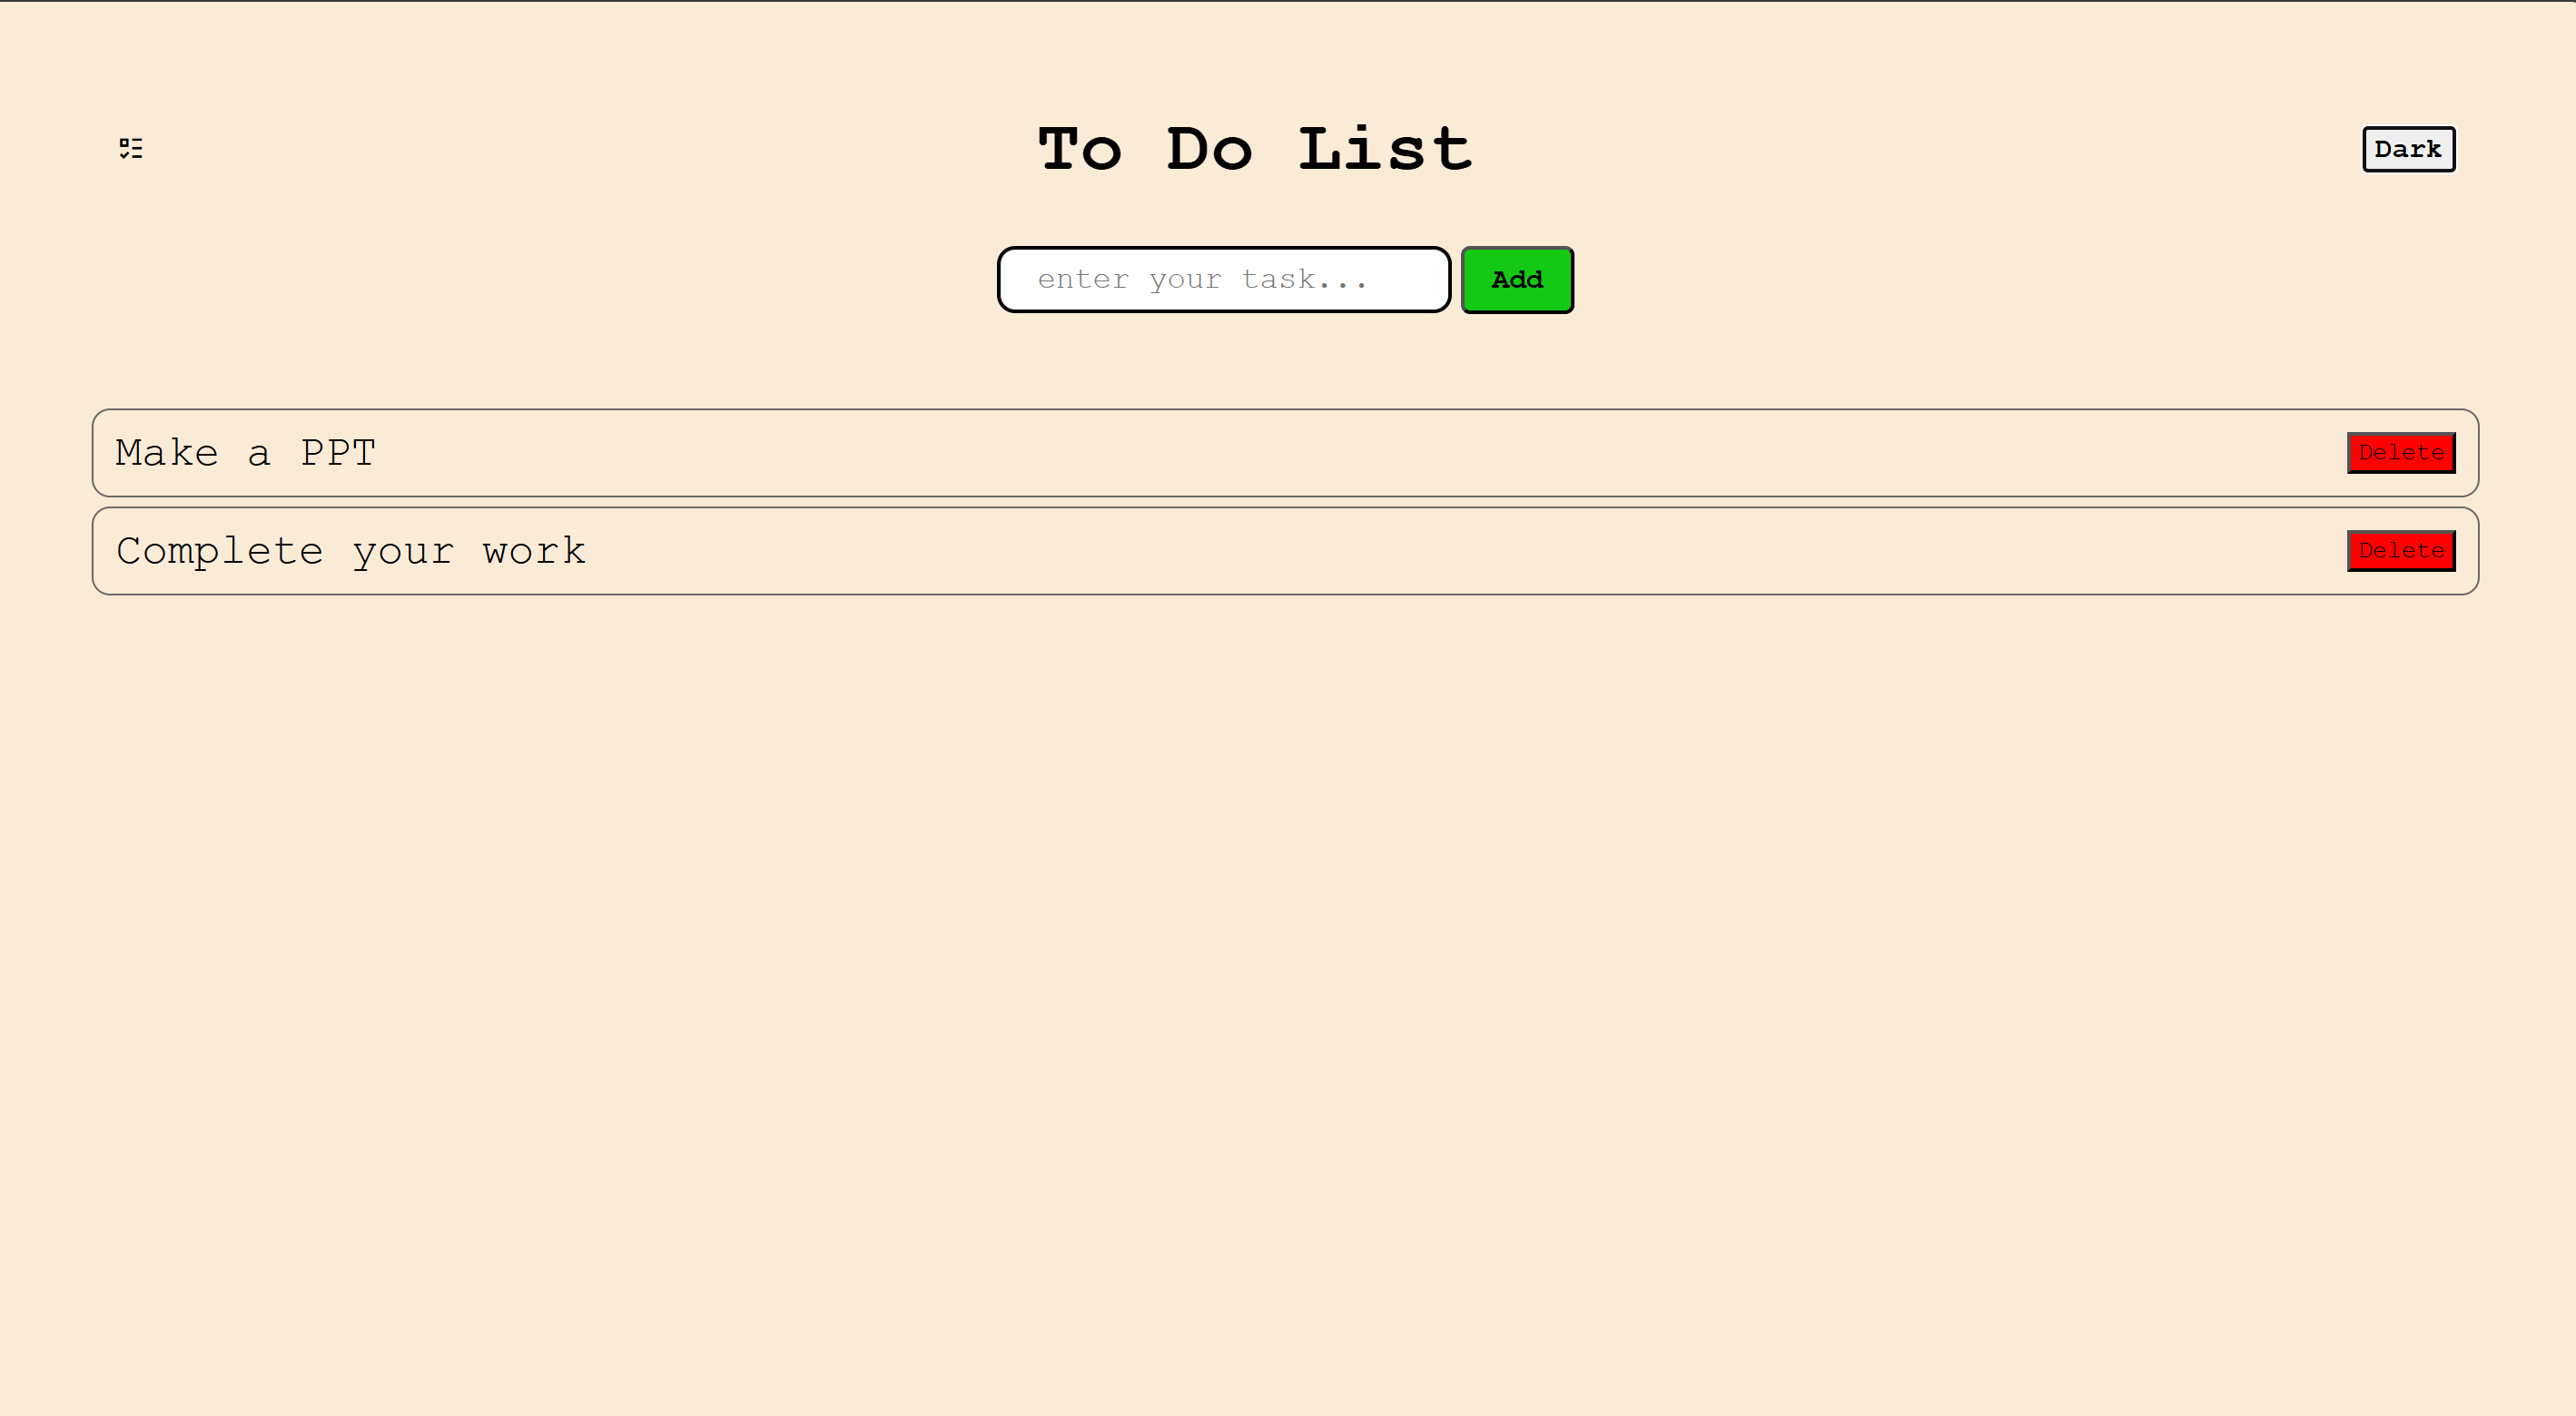 To Do List
Dark
enter your task...
Add
Make a PPT
Delete
Complete your work
Delete